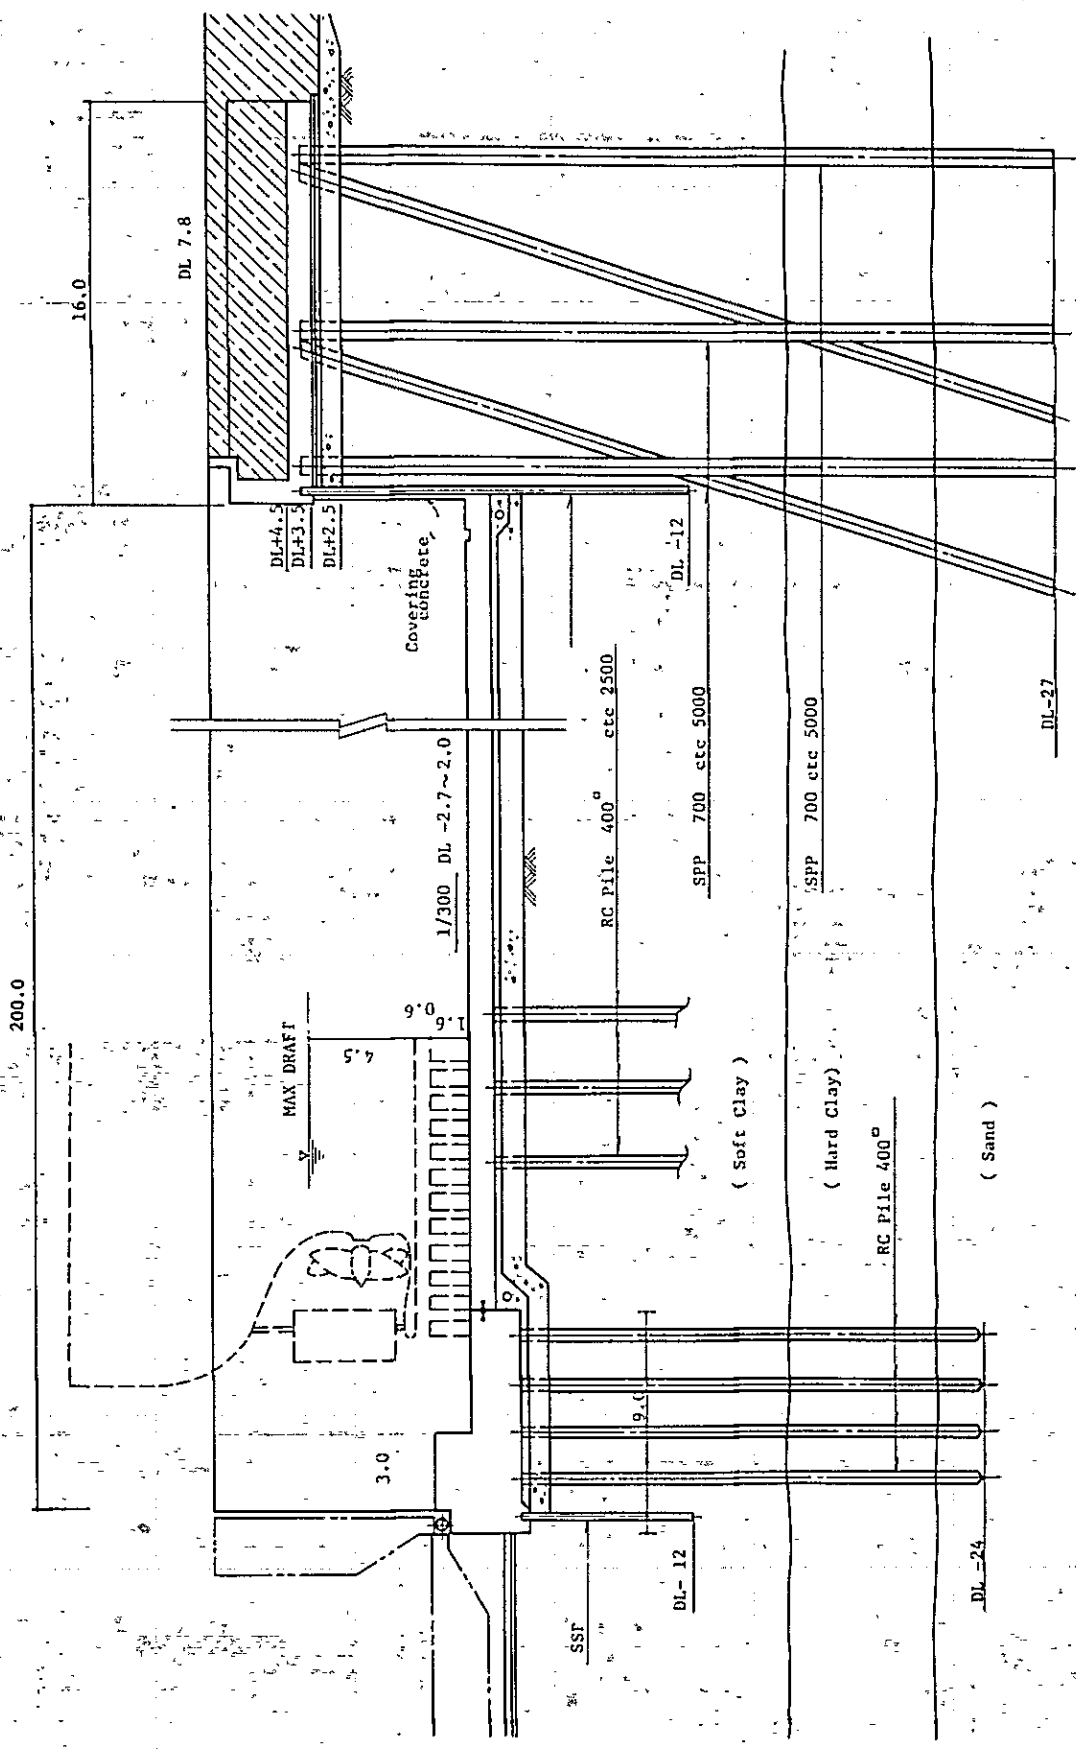 200.0
16.0
DL 7.8
DL+4.5
DL+3.5
DL+2.5
Covering
concrete
MAX DRAFT
4.5
0.6
1.6
1/300 DL -2.7~2.0
3.0
9.0
RC Pile 400□ ctc 2500
SPP 700 ctc 5000
SPP 700 ctc 5000
DL -12
DL-27
( Soft Clay )
( Hard Clay)
( Sand )
RC Pile 400□
SSP
DL- 12
DL -24